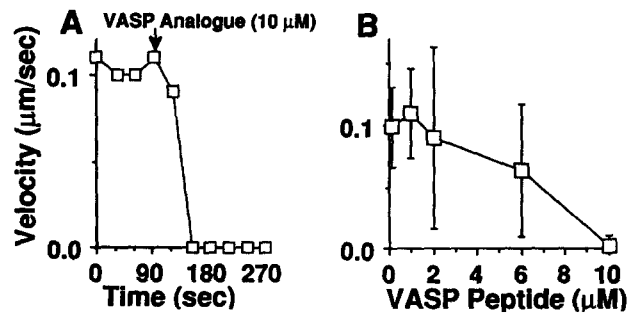 A
VASP Analogue (10 μM)
B
Velocity (μm/sec)
0.1
0.0
0 90 180 270
Time (sec)
0.1
0.0
0 2 4 6 8 10
VASP Peptide (μM)